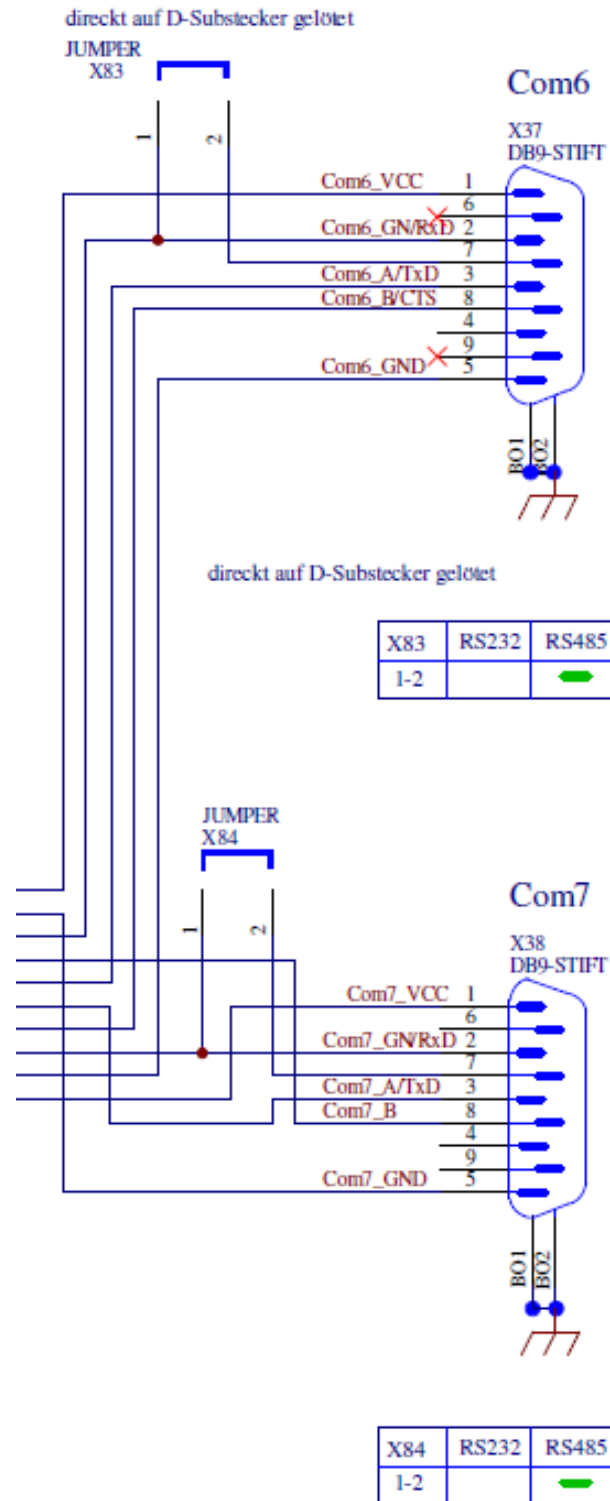 direckt auf D-Substecker gelötet
JUMPER
X83
1
2
Com6
X37
DB9-STIFT
Com6_VCC 1
6
Com6_GN/RxD 2
7
Com6_A/TxD 3
Com6_B/CTS 8
4
9
Com6_GND 5
BO1
BO2
direckt auf D-Substecker gelötet
X83 RS232 RS485
1-2
JUMPER
X84
1
2
Com7
X38
DB9-STIFT
Com7_VCC 1
6
Com7_GN/RxD 2
7
Com7_A/TxD 3
Com7_B 8
4
9
Com7_GND 5
BO1
BO2
X84 RS232 RS485
1-2